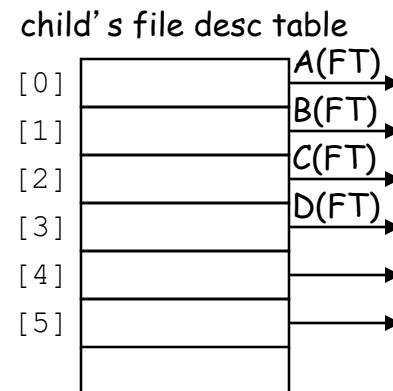 child’s file desc table
[0] A(FT)
[1] B(FT)
[2] C(FT)
[3] D(FT)
[4]
[5]